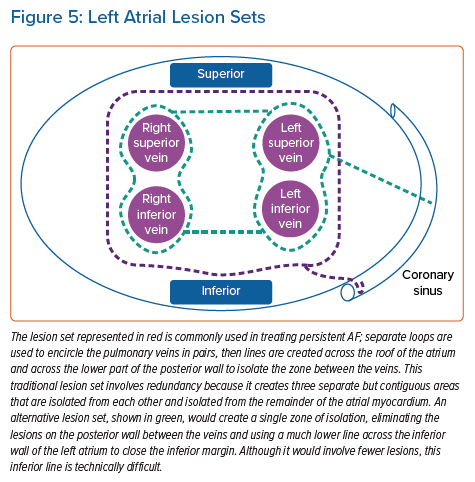 Figure 5: Left Atrial Lesion Sets
Superior
Right
superior
vein
Left
superior
vein
Right
inferior
vein
Left
inferior
vein
Coronary
sinus
Inferior
The lesion set represented in red is commonly used in treating persistent AF; separate loops are
used to encircle the pulmonary veins in pairs, then lines are created across the roof of the atrium
and across the lower part of the posterior wall to isolate the zone between the veins. This
traditional lesion set involves redundancy because it creates three separate but contiguous areas
that are isolated from each other and isolated from the remainder of the atrial myocardium. An
alternative lesion set, shown in green, would create a single zone of isolation, eliminating the
lesions on the posterior wall between the veins and using a much lower line across the inferior
wall of the left atrium to close the inferior margin. Although it would involve fewer lesions, this
inferior line is technically difficult.